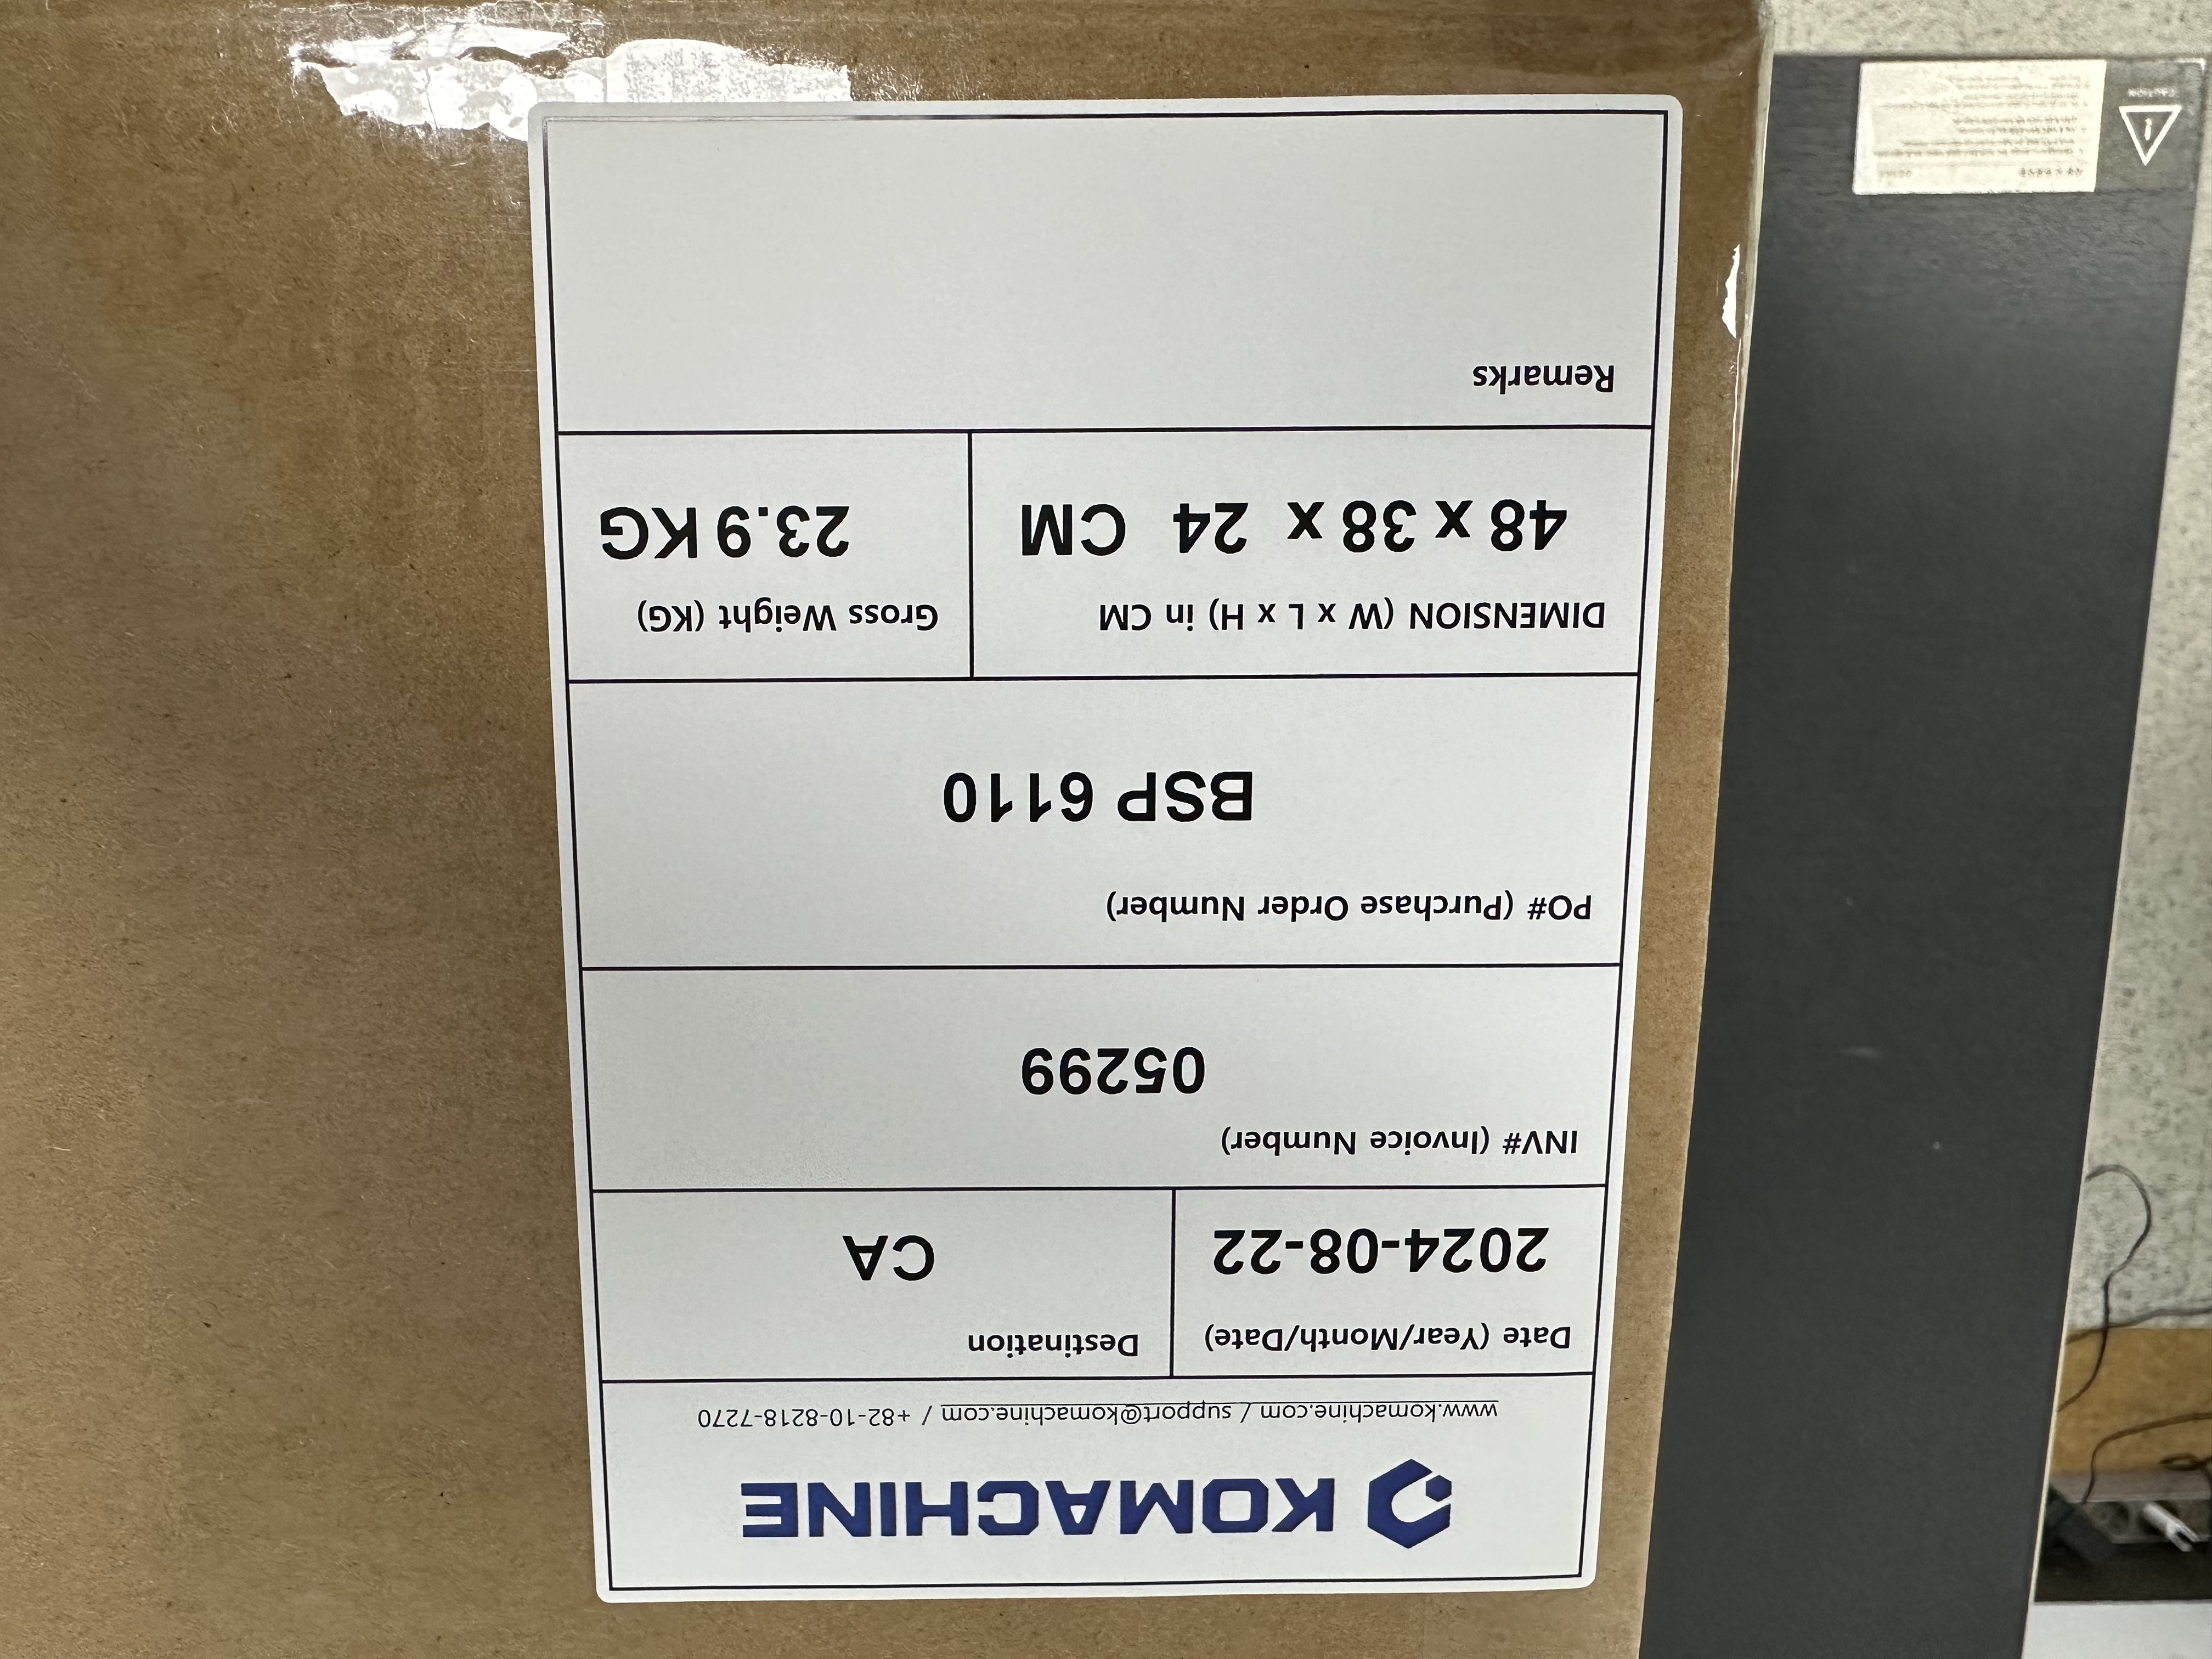 KOMACHINE
www.komachine.com / support@komachine.com / +82-10-8218-7270
Date (Year/Month/Date)
2024-08-22
Destination
CA
INV# (Invoice Number)
05299
PO# (Purchase Order Number)
BSP 6110
DIMENSION (W x L x H) in CM
48 x 38 x 24 CM
Gross Weight (KG)
23.9 KG
Remarks
CAUTION